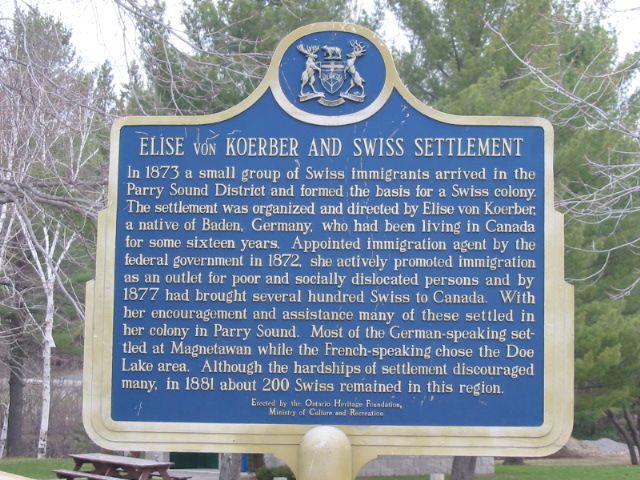 ELISE VON KOERBER AND SWISS SETTLEMENT
In 1873 a small group of Swiss immigrants arrived in the
Parry Sound District and formed the basis for a Swiss colony.
The settlement was organized and directed by Elise von Koerber,
a native of Baden, Germany, who had been living in Canada
for some sixteen years. Appointed immigration agent by the
federal government in 1872, she actively promoted immigration
as an outlet for poor and socially dislocated persons and by
1877 had brought several hundred Swiss to Canada. With
her encouragement and assistance many of these settled in
her colony in Parry Sound. Most of the German-speaking set-
tled at Magnetawan while the French-speaking chose the Doe
Lake area. Although the hardships of settlement discouraged
many, in 1881 about 200 Swiss remained in this region.
Erected by the Ontario Heritage Foundation,
Ministry of Culture and Recreation